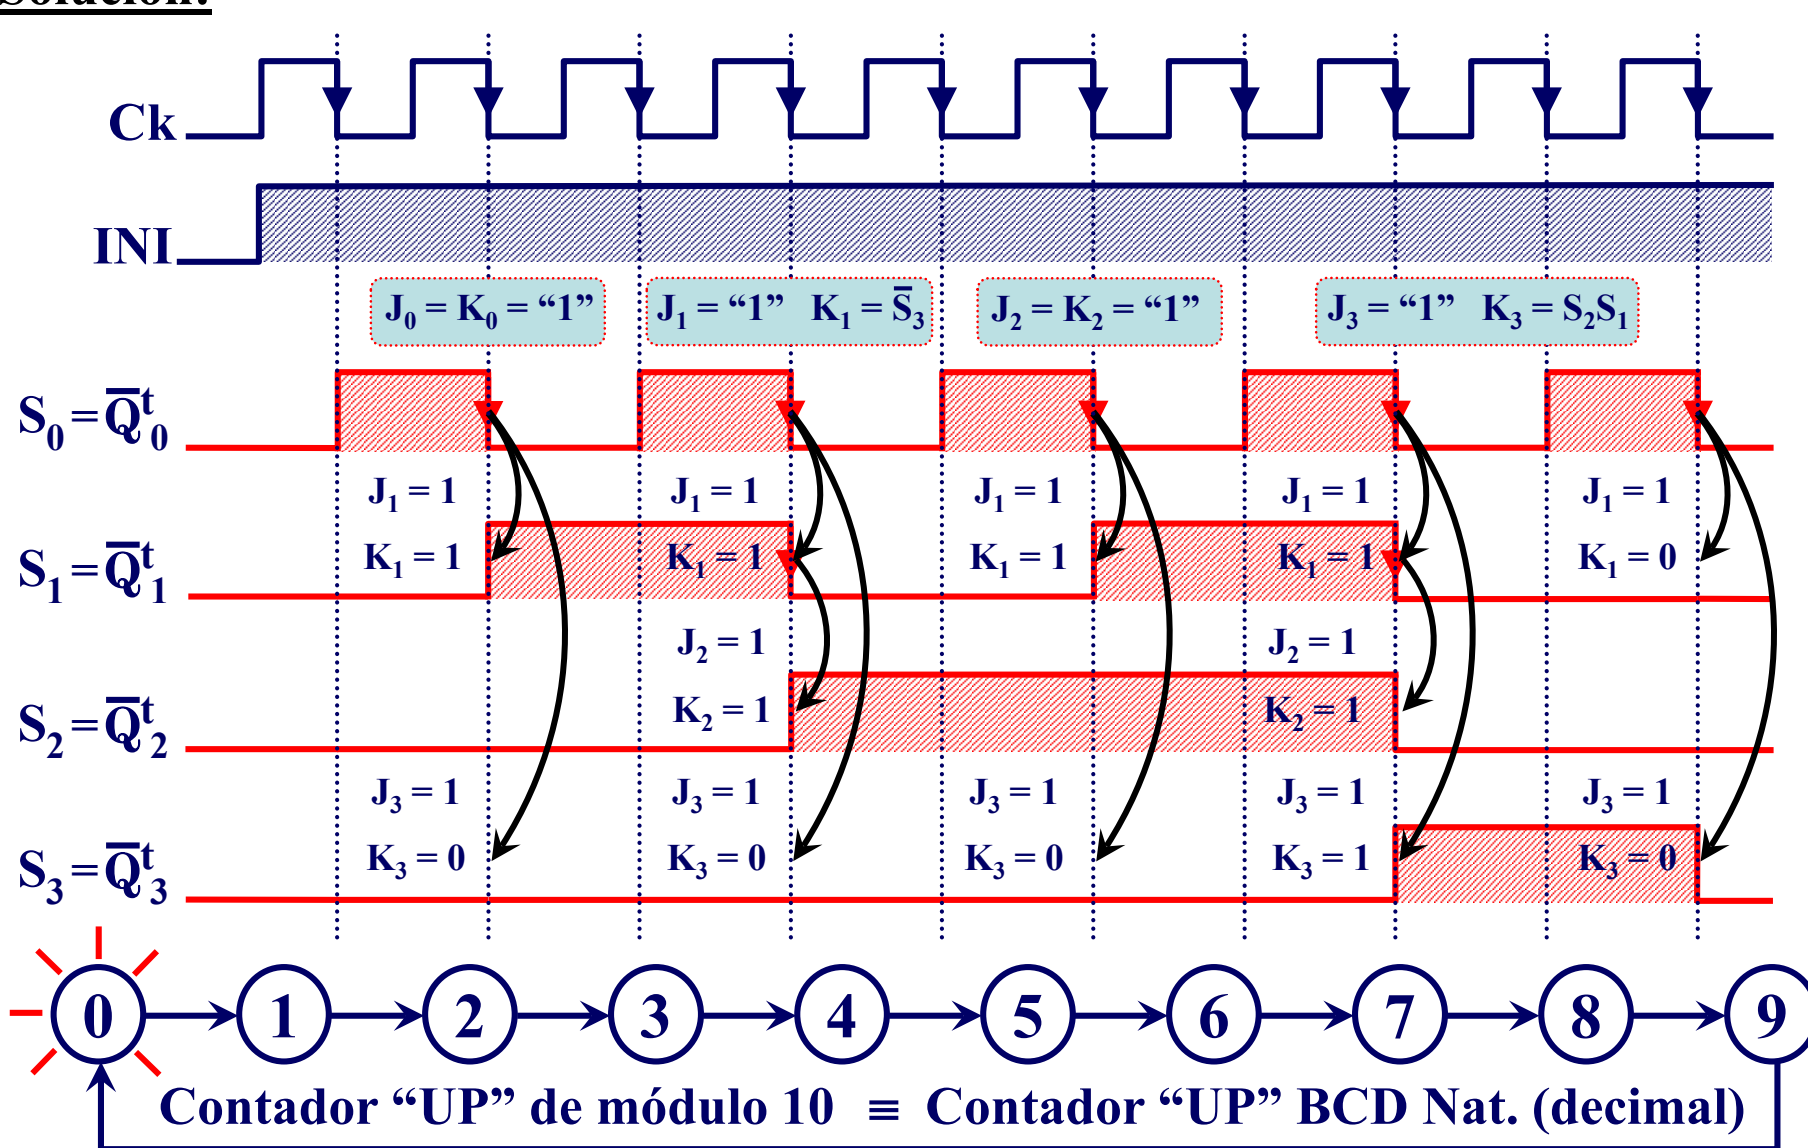 Solución:
Ck
INI
J₀ = K₀ = “1” J₁ = “1” K₁ = S̅₃ J₂ = K₂ = “1” J₃ = “1” K₃ = S₂S₁
S₀ = Q̅₀ᵗ
J₁ = 1 J₁ = 1 J₁ = 1 J₁ = 1 J₁ = 1
K₁ = 1 K₁ = 1 K₁ = 1 K₁ = 1 K₁ = 0
S₁ = Q̅₁ᵗ
J₂ = 1 J₂ = 1
K₂ = 1 K₂ = 1
S₂ = Q̅₂ᵗ
J₃ = 1 J₃ = 1 J₃ = 1 J₃ = 1 J₃ = 1
K₃ = 0 K₃ = 0 K₃ = 0 K₃ = 1 K₃ = 0
S₃ = Q̅₃ᵗ
0 1 2 3 4 5 6 7 8 9
Contador “UP” de módulo 10 ≡ Contador “UP” BCD Nat. (decimal)